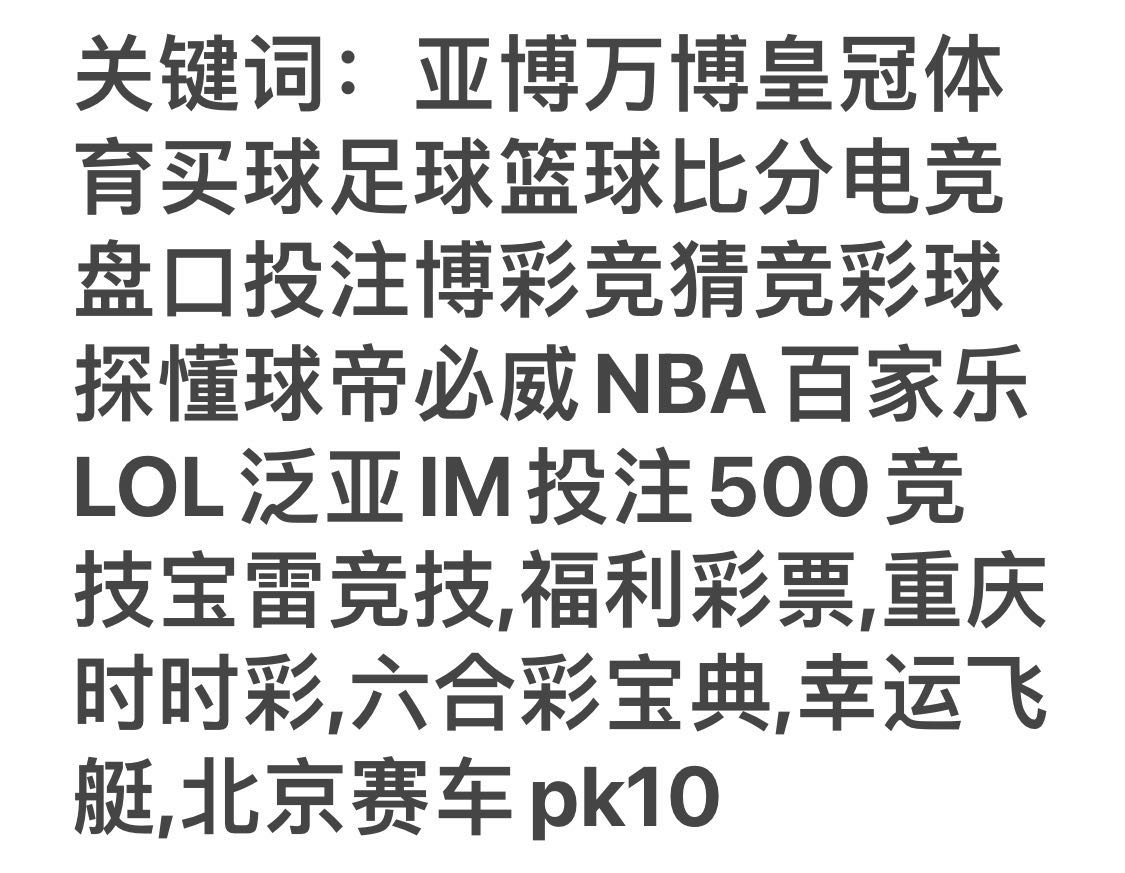 关键词：亚博万博皇冠体
育买球足球篮球比分电竞
盘口投注博彩竞猜竞彩球
探懂球帝必威NBA百家乐
LOL泛亚IM投注500竞
技宝雷竞技,福利彩票,重庆
时时彩,六合彩宝典,幸运飞
艇,北京赛车pk10